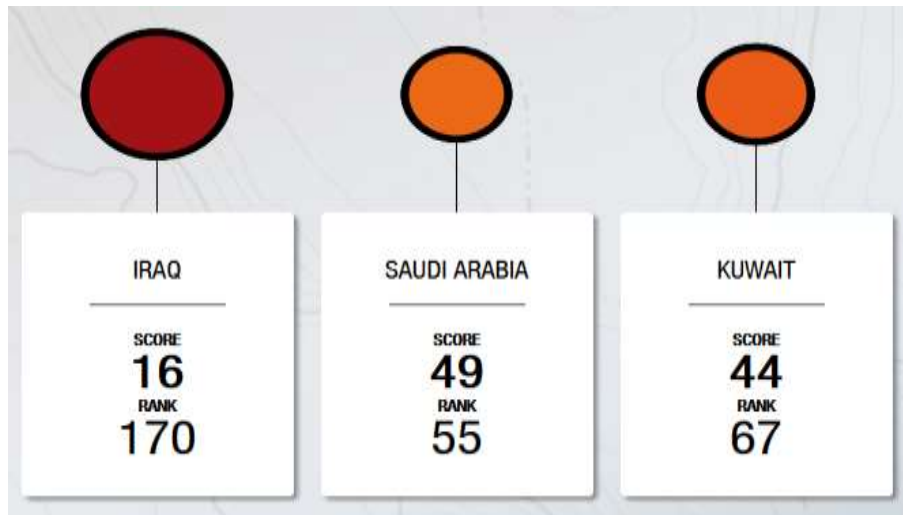 IRAQ
SCORE
16
RANK
170
SAUDI ARABIA
SCORE
49
RANK
55
KUWAIT
SCORE
44
RANK
67